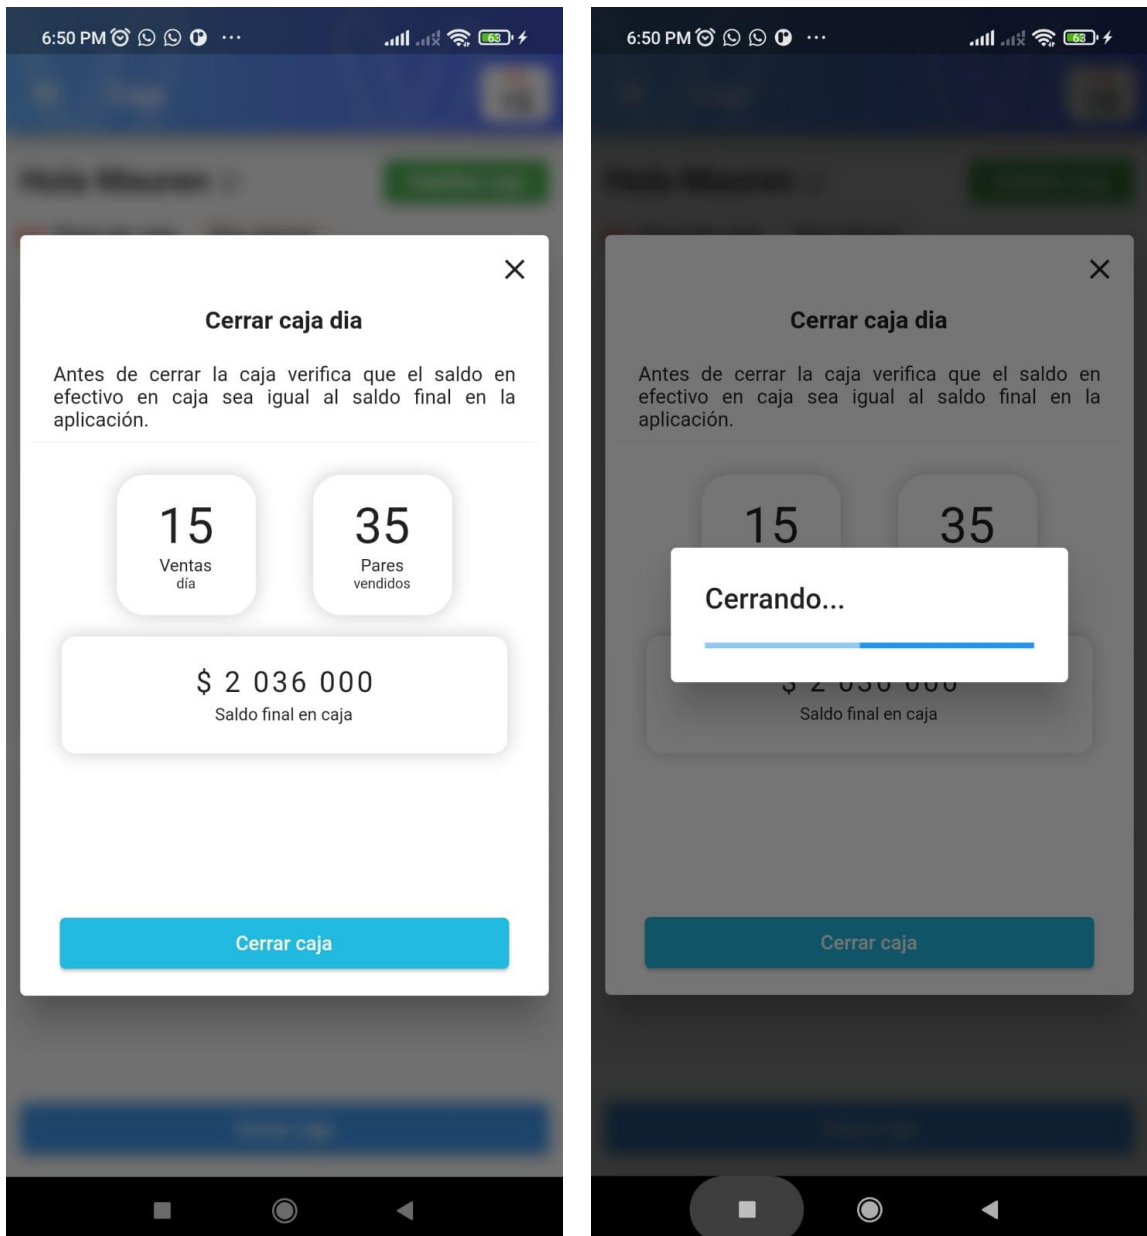 6:50 PM
63
Cerrar caja dia
Antes de cerrar la caja verifica que el saldo en
efectivo en caja sea igual al saldo final en la
aplicación.
15
Ventas
día
35
Pares
vendidos
$ 2 036 000
Saldo final en caja
Cerrar caja
6:50 PM
63
Cerrar caja dia
Antes de cerrar la caja verifica que el saldo en
efectivo en caja sea igual al saldo final en la
aplicación.
15
35
Cerrando...
Saldo final en caja
Cerrar caja